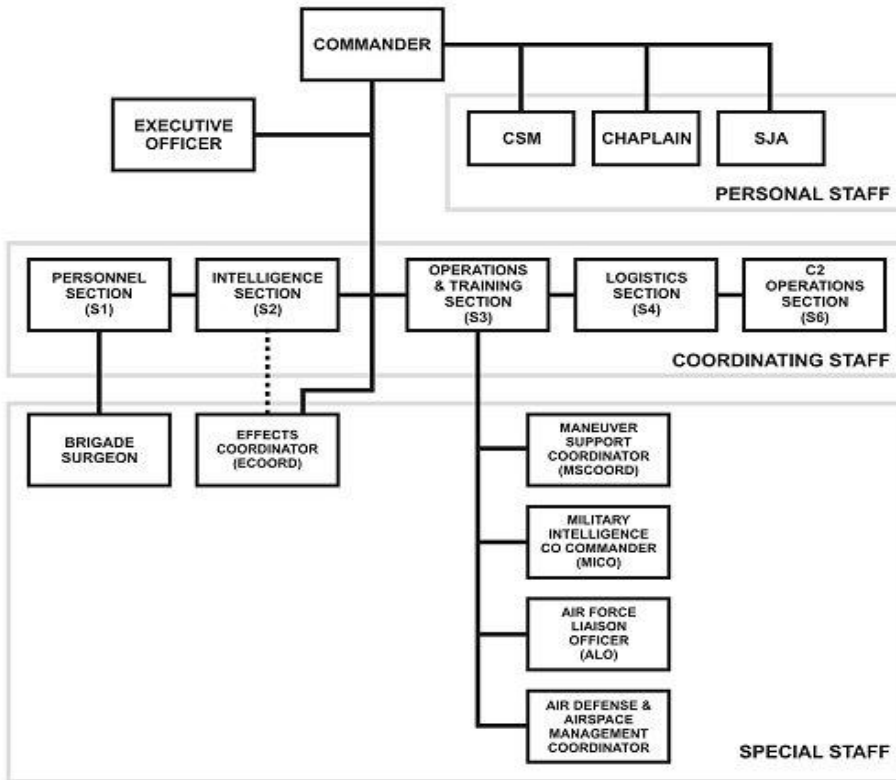 COMMANDER
EXECUTIVE
OFFICER
CSM
CHAPLAIN
SJA
PERSONAL STAFF
PERSONNEL
SECTION
(S1)
INTELLIGENCE
SECTION
(S2)
OPERATIONS
& TRAINING
SECTION
(S3)
LOGISTICS
SECTION
(S4)
C2
OPERATIONS
SECTION
(S6)
COORDINATING STAFF
BRIGADE
SURGEON
EFFECTS
COORDINATOR
(ECOORD)
MANEUVER
SUPPORT
COORDINATOR
(MSCOORD)
MILITARY
INTELLIGENCE
CO COMMANDER
(MICO)
AIR FORCE
LIAISON
OFFICER
(ALO)
AIR DEFENSE &
AIRSPACE
MANAGEMENT
COORDINATOR
SPECIAL STAFF